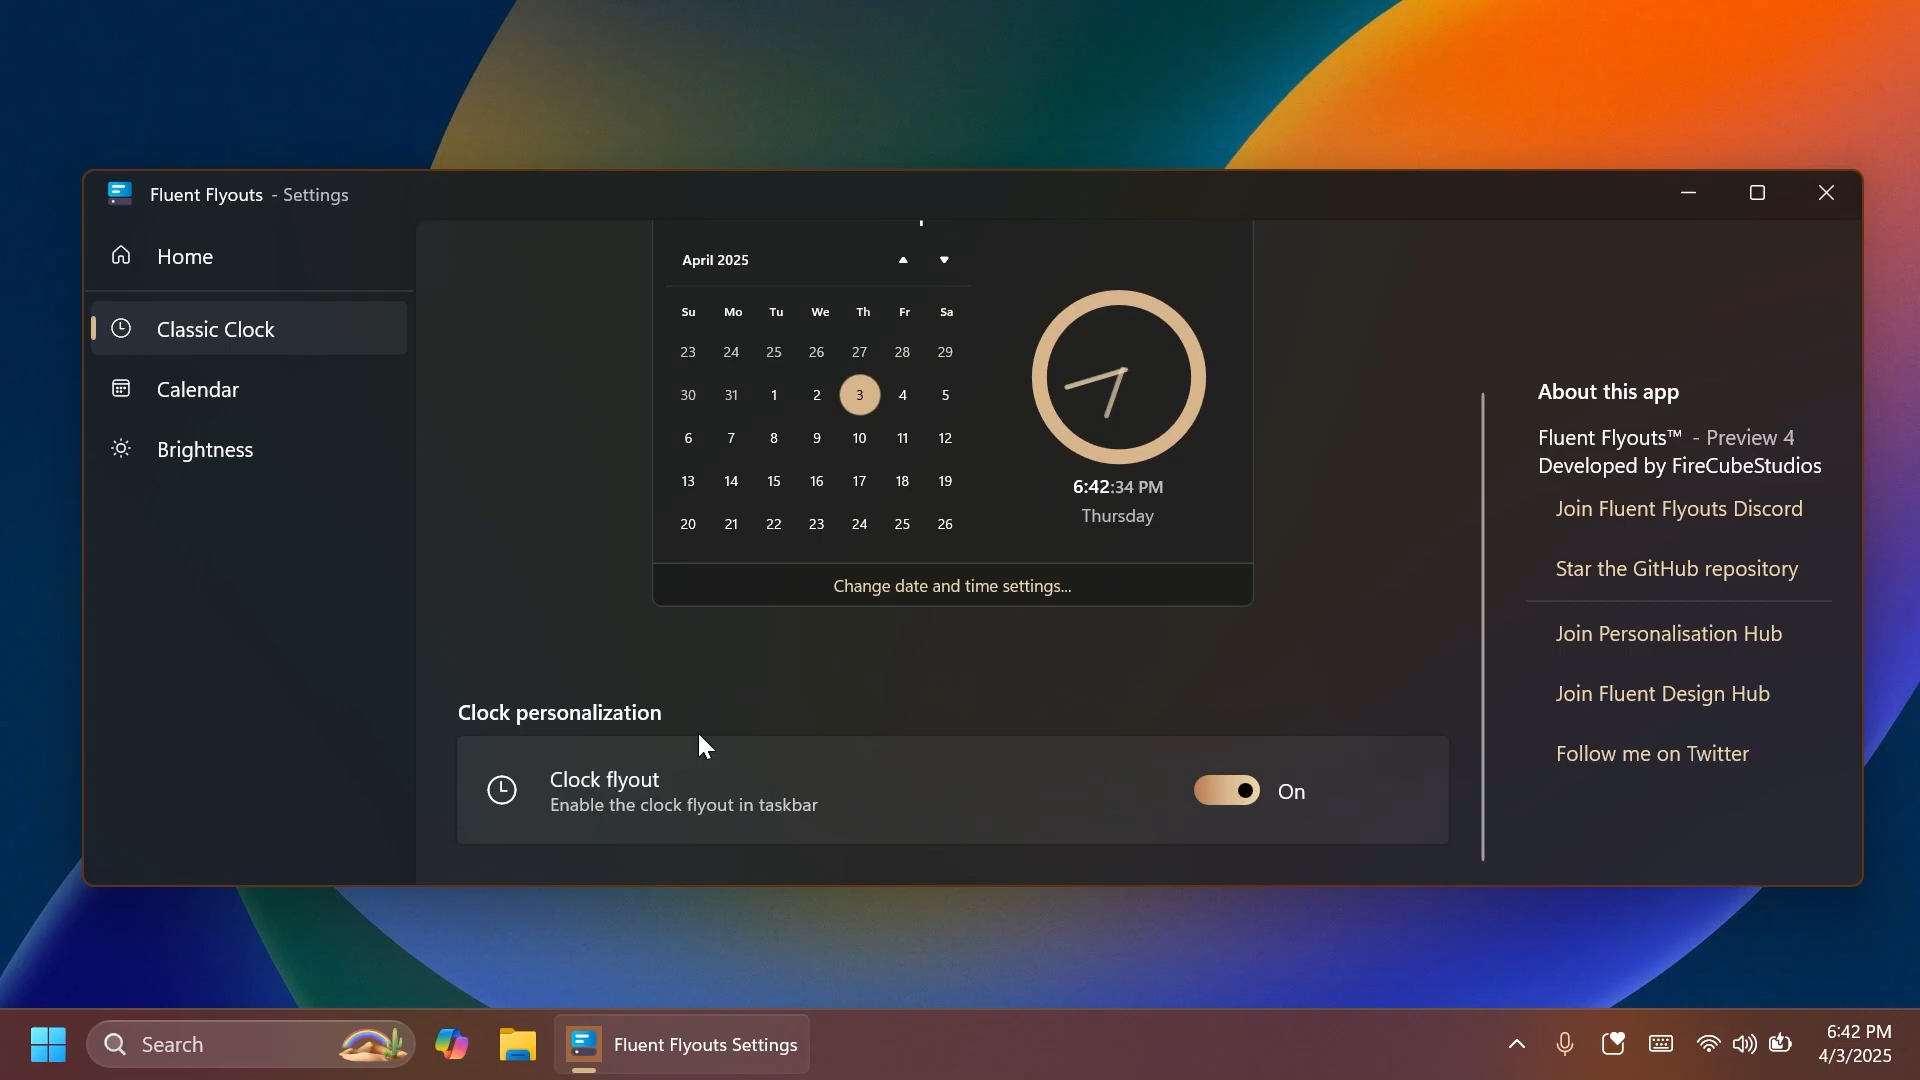 Fluent Flyouts - Settings
Home
Classic Clock
Calendar
Brightness
April 2025
Su Mo Tu We Th Fr Sa
23 24 25 26 27 28 29
30 31 1 2 3 4 5
6 7 8 9 10 11 12
13 14 15 16 17 18 19
20 21 22 23 24 25 26
6:42:34 PM
Thursday
Change date and time settings...
Clock personalization
Clock flyout
Enable the clock flyout in taskbar
On
About this app
Fluent Flyouts™ - Preview 4
Developed by FireCubeStudios
Join Fluent Flyouts Discord
Star the GitHub repository
Join Personalisation Hub
Join Fluent Design Hub
Follow me on Twitter
Search
Fluent Flyouts Settings
6:42 PM
4/3/2025